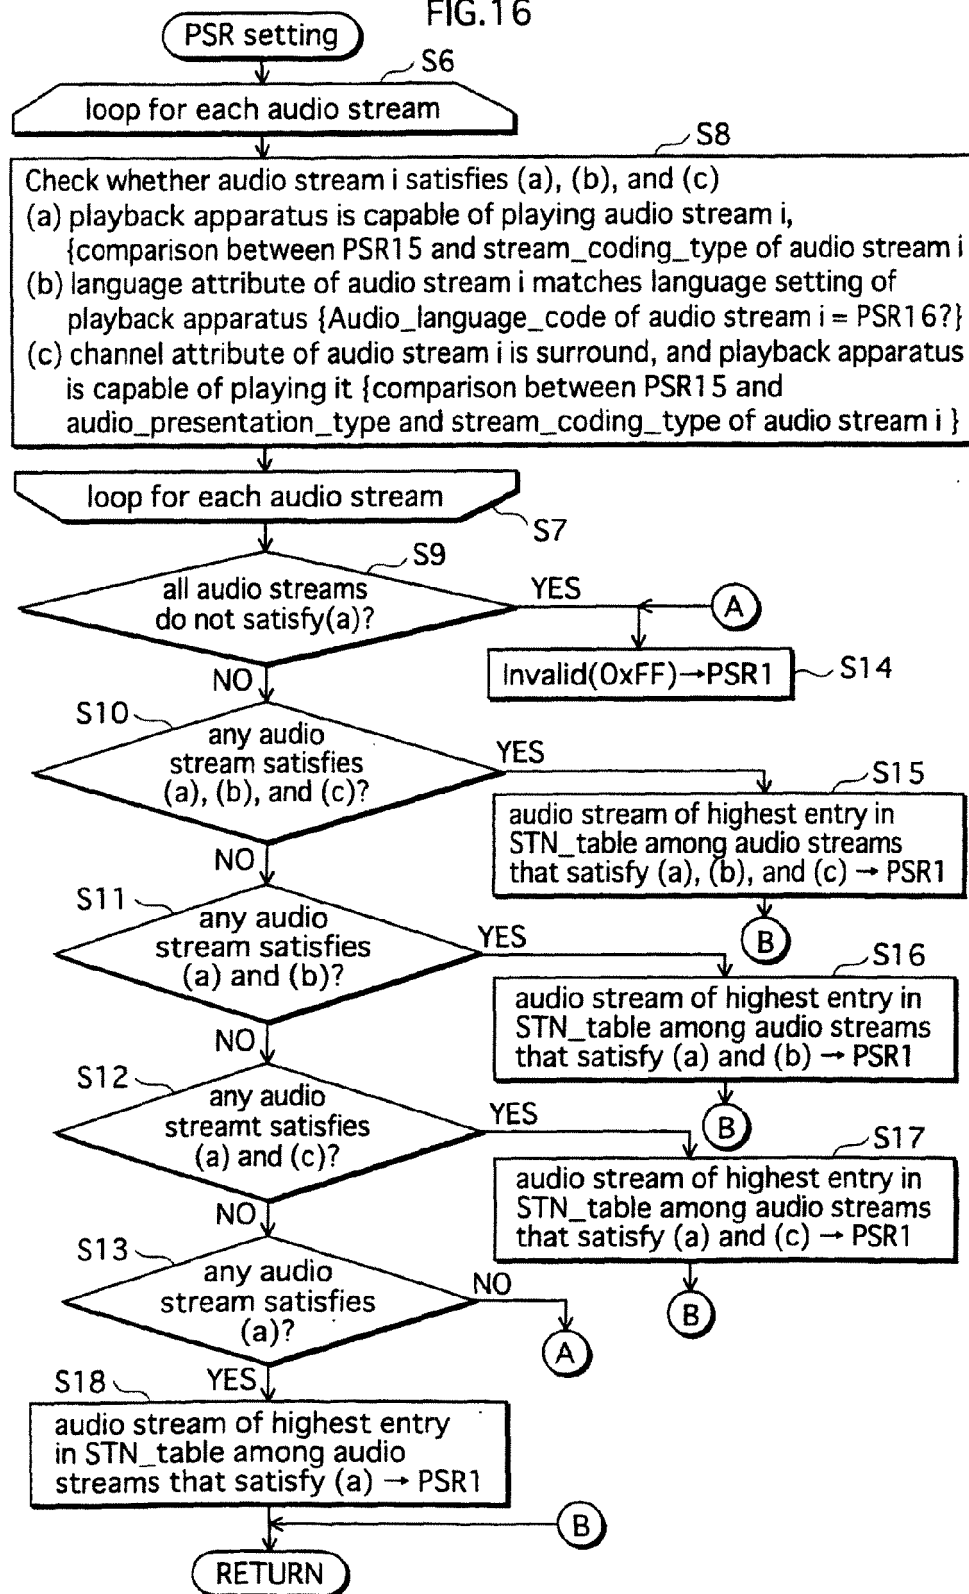 FIG.16
PSR setting
S6
loop for each audio stream
S8
Check whether audio stream i satisfies (a), (b), and (c)
(a) playback apparatus is capable of playing audio stream i,
{comparison between PSR15 and stream_coding_type of audio stream i
(b) language attribute of audio stream i matches language setting of
playback apparatus {Audio_language_code of audio stream i = PSR16?}
(c) channel attribute of audio stream i is surround, and playback apparatus
is capable of playing it {comparison between PSR15 and
audio_presentation_type and stream_coding_type of audio stream i }
loop for each audio stream
S7
S9
all audio streams
do not satisfy(a)?
YES
A
NO
Invalid(0xFF)→PSR1
S14
S10
any audio
stream satisfies
(a), (b), and (c)?
YES
S15
audio stream of highest entry in
STN_table among audio streams
that satisfy (a), (b), and (c) → PSR1
B
NO
S11
any audio
stream satisfies
(a) and (b)?
YES
S16
audio stream of highest entry in
STN_table among audio streams
that satisfy (a) and (b) → PSR1
B
NO
S12
any audio
streamt satisfies
(a) and (c)?
YES
S17
audio stream of highest entry in
STN_table among audio streams
that satisfy (a) and (c) → PSR1
B
NO
S13
any audio
stream satisfies
(a)?
NO
A
YES
S18
audio stream of highest entry
in STN_table among audio
streams that satisfy (a) → PSR1
B
RETURN